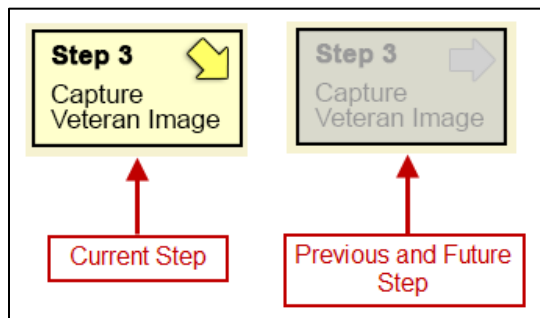 Step 3
Capture
Veteran Image
Step 3
Capture
Veteran Image
Current Step
Previous and Future
Step